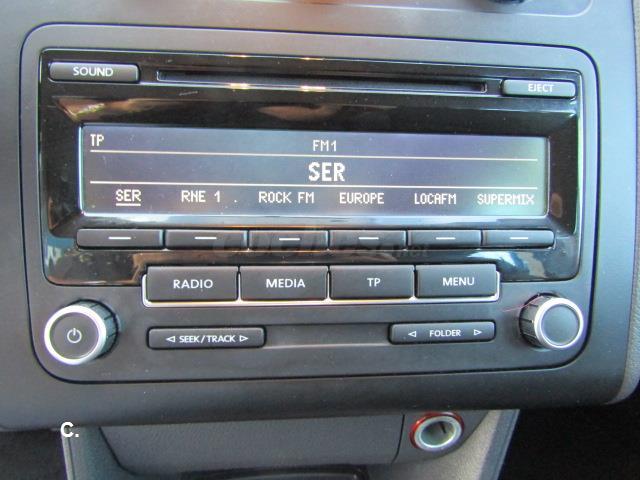 SOUND
EJECT
TP FM1
SER
SER RNE 1 . ROCK FM EUROPE LOCAFM SUPERMIX
RADIO MEDIA TP MENU
◁ SEEK/TRACK ▷ ◁ FOLDER ▷
C.